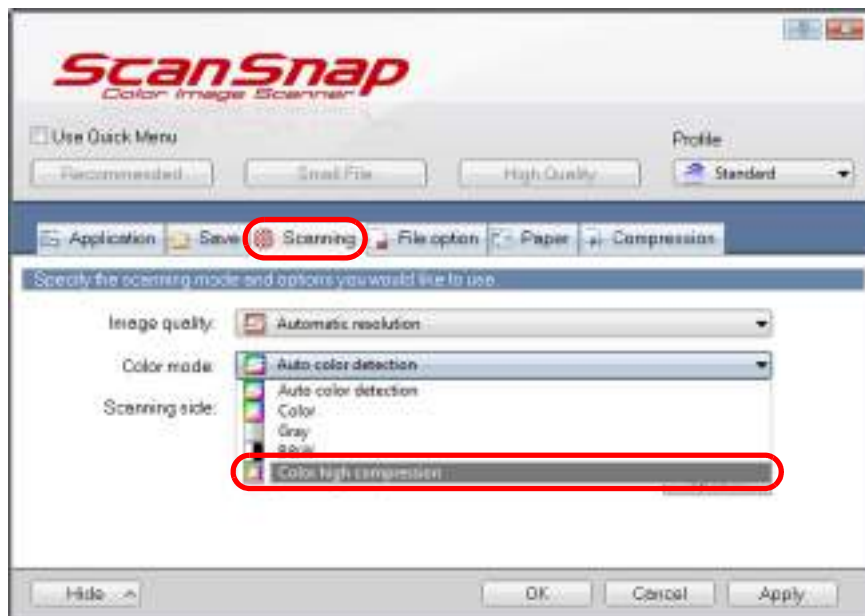 ScanSnap
Color Image Scanner
Use Quick Menu
Profile
Recommended
Small File
High Quality
Standard
Application
Save
Scanning
File option
Paper
Compression
Specify the scanning mode and options you would like to use.
Image quality:
Automatic resolution
Color mode:
Auto color detection
Auto color detection
Scanning side:
Color
Gray
B&W
Color high compression
Hide
OK
Cancel
Apply